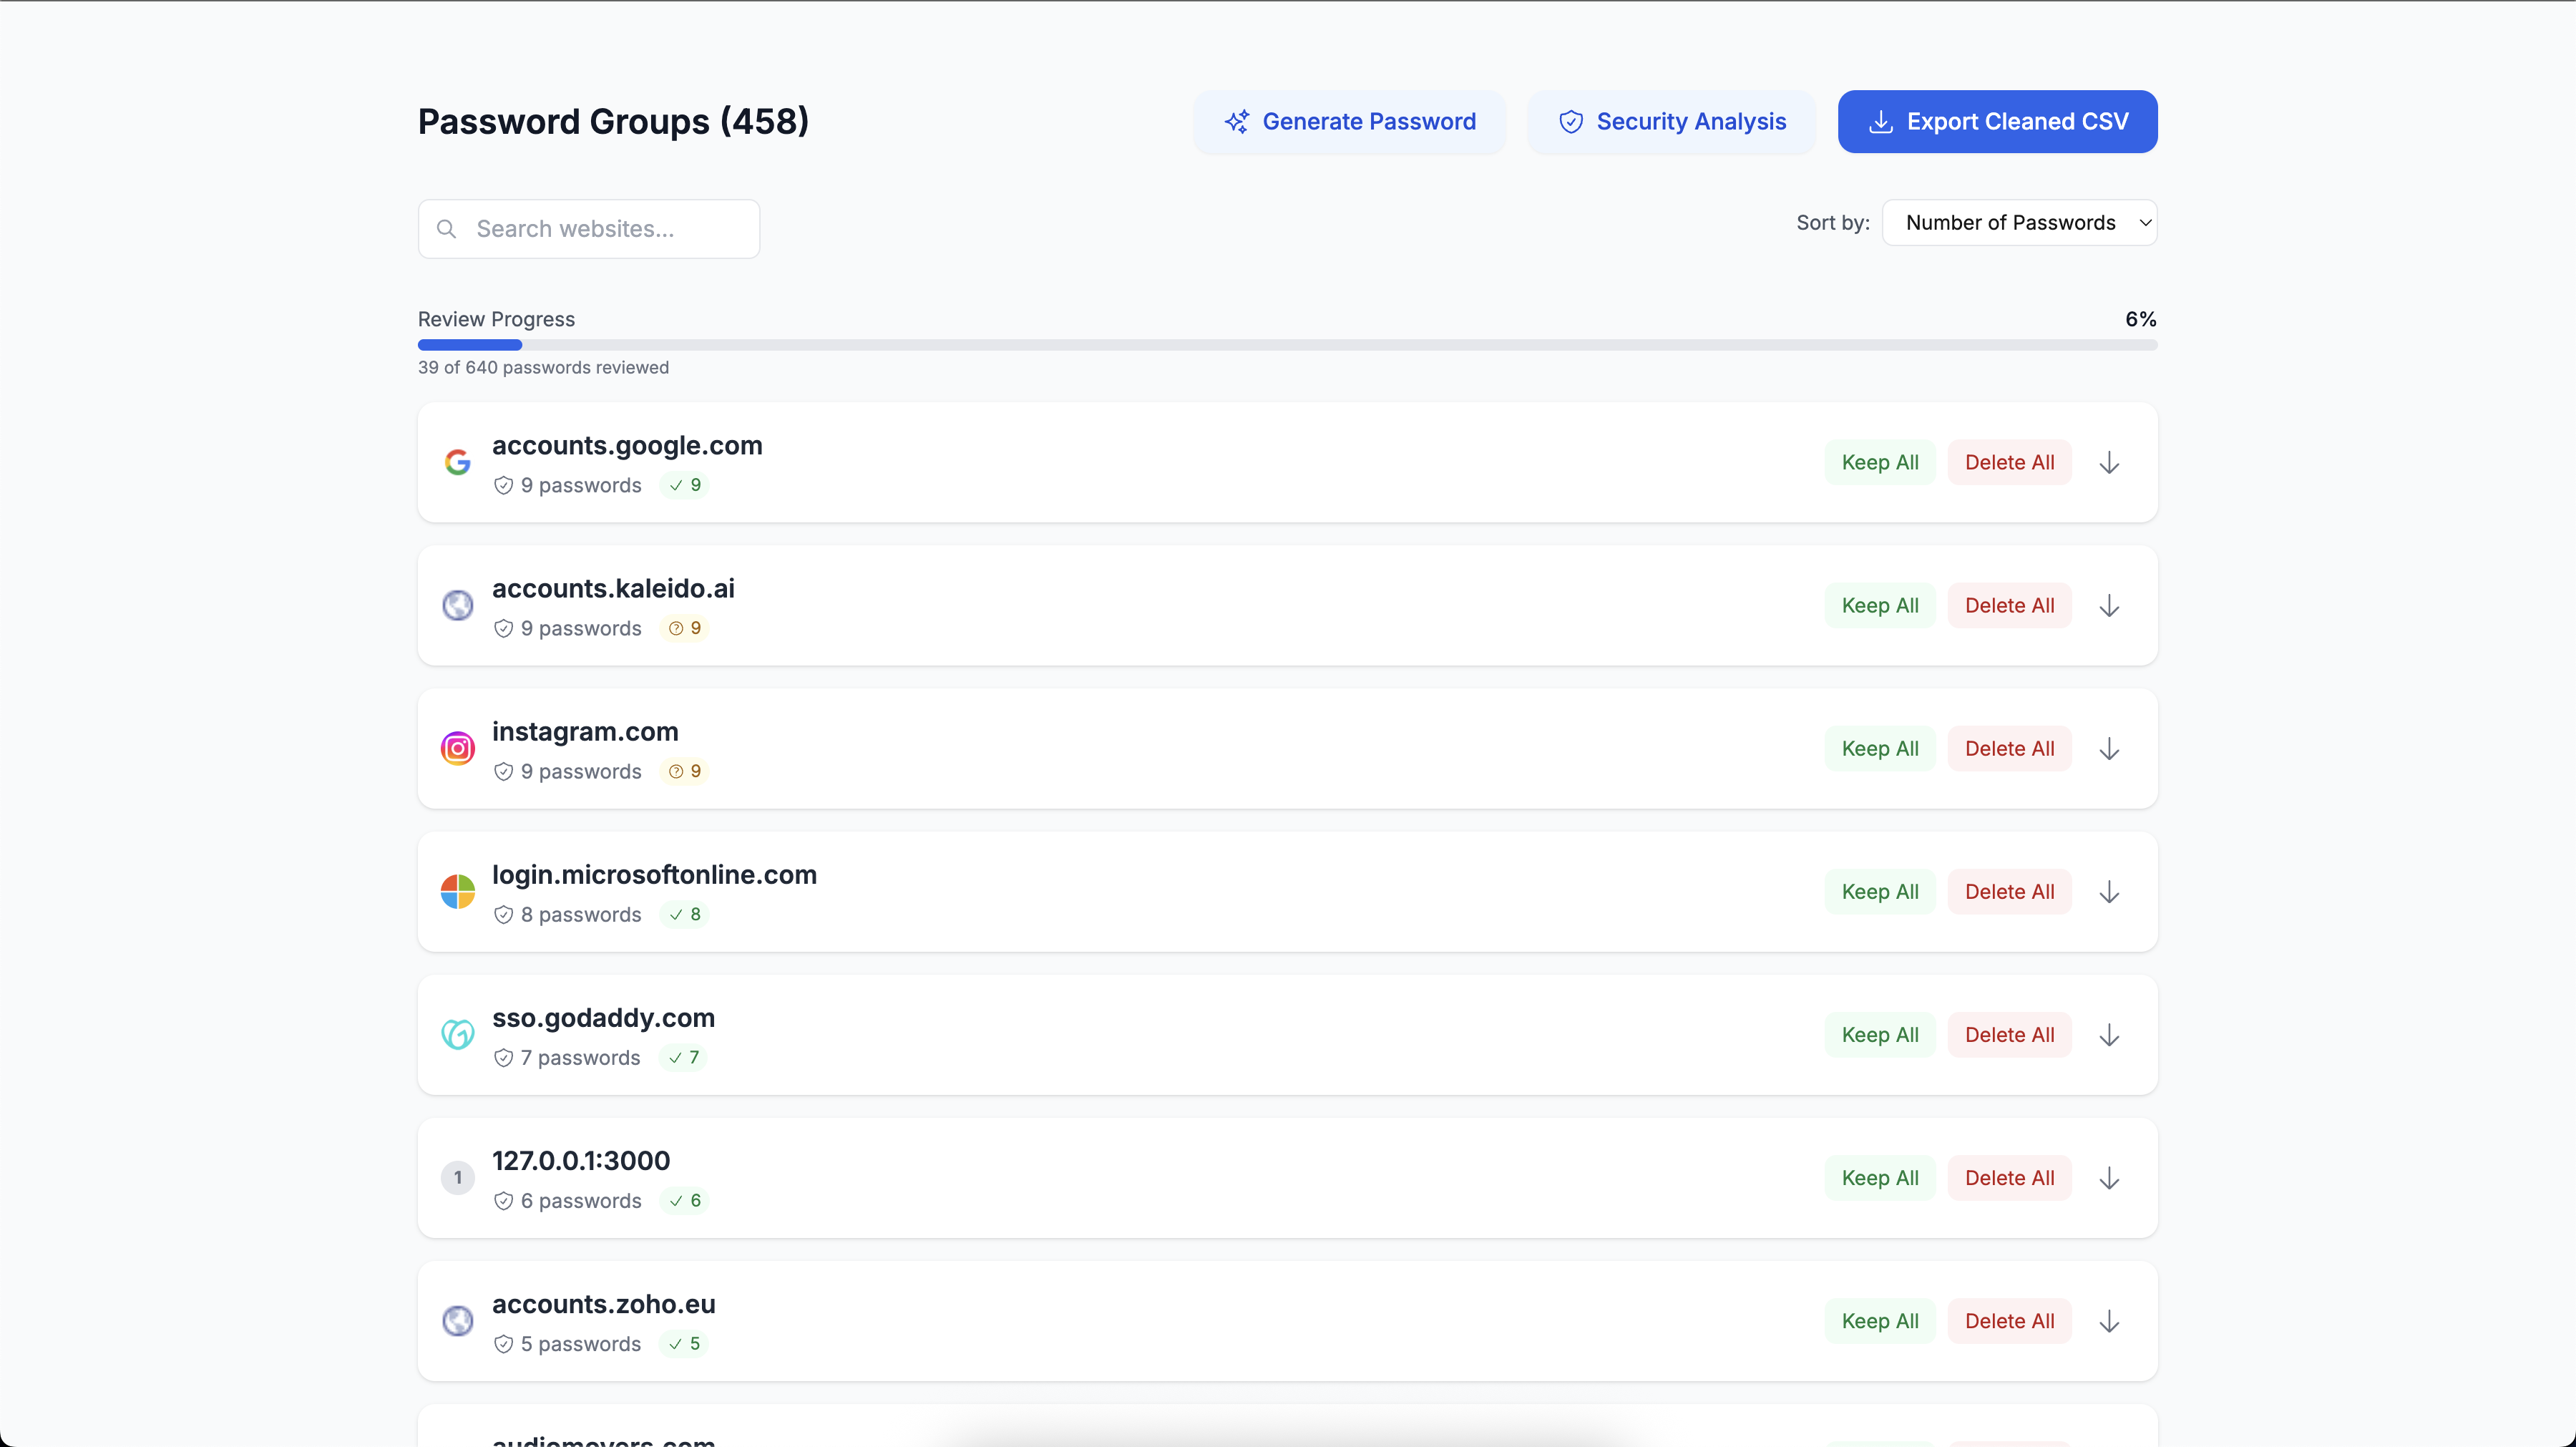 Password Groups (458)
Generate Password
Security Analysis
Export Cleaned CSV
Search websites...
Sort by:
Number of Passwords
Review Progress
6%
39 of 640 passwords reviewed
accounts.google.com
9 passwords
9
Keep All
Delete All
accounts.kaleido.ai
9 passwords
9
Keep All
Delete All
instagram.com
9 passwords
9
Keep All
Delete All
login.microsoftonline.com
8 passwords
8
Keep All
Delete All
sso.godaddy.com
7 passwords
7
Keep All
Delete All
1
127.0.0.1:3000
6 passwords
6
Keep All
Delete All
accounts.zoho.eu
5 passwords
5
Keep All
Delete All